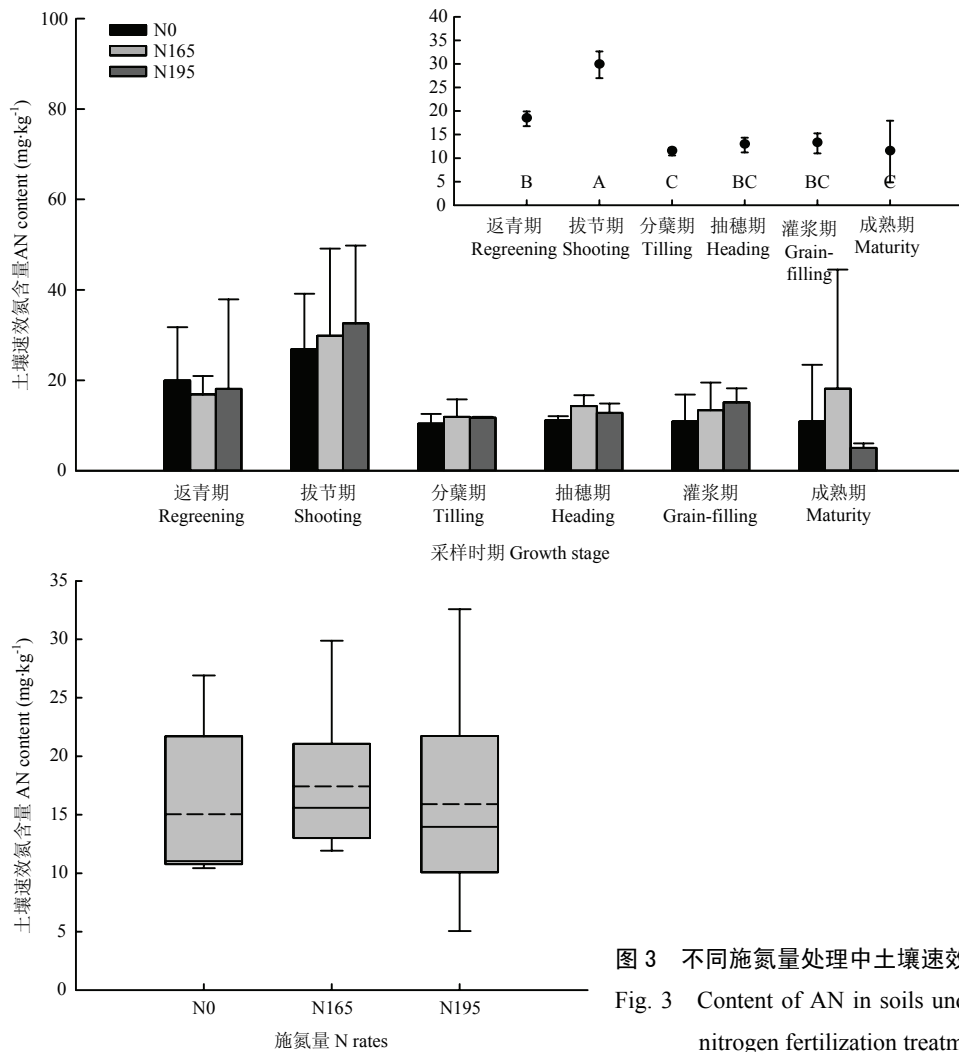 100
80
60
40
20
0
土壤速效氮含量AN content (mg·kg-1)
N0
N165
N195
40
35
30
25
20
15
10
5
0
B A C BC BC C
返青期 拔节期 分蘖期 抽穗期 灌浆期 成熟期
Regreening Shooting Tilling Heading Grain-filling Maturity
返青期 拔节期 分蘖期 抽穗期 灌浆期 成熟期
Regreening Shooting Tilling Heading Grain-filling Maturity
采样时期 Growth stage
35
30
25
20
15
10
5
0
土壤速效氮含量 AN content (mg·kg-1)
N0 N165 N195
施氮量 N rates
图 3 不同施氮量处理中土壤速效
Fig. 3 Content of AN in soils und
nitrogen fertilization treatm